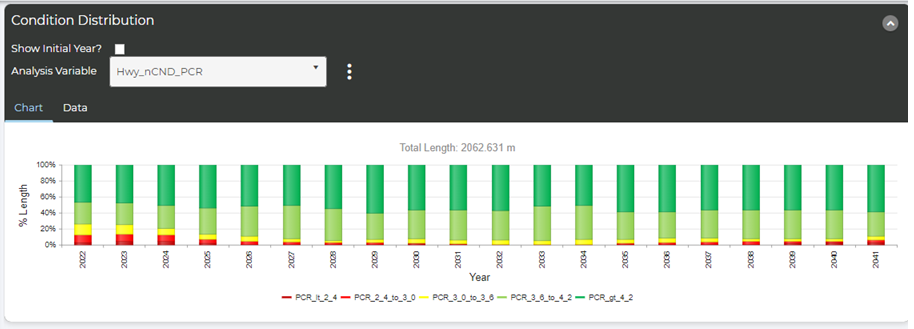 Condition Distribution
Show Initial Year?
Analysis Variable Hwy_nCND_PCR
Chart Data
Total Length: 2062.631 m
100%
80%
60%
40%
20%
0%
% Length
2022 2023 2024 2025 2026 2027 2028 2029 2030 2031 2032 2033 2034 2035 2036 2037 2038 2039 2040 2041
Year
PCR_lt_2_4 PCR_2_4_to_3_0 PCR_3_0_to_3_6 PCR_3_6_to_4_2 PCR_gt_4_2